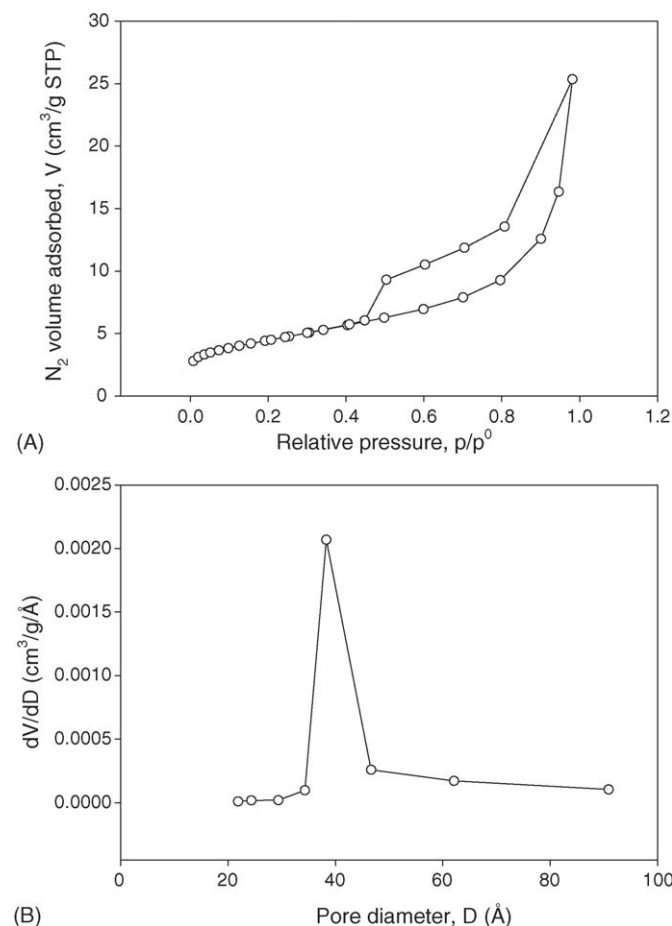 30
25
20
15
10
5
0
N₂ volume adsorbed, V (cm³/g STP)
0.0 0.2 0.4 0.6 0.8 1.0 1.2
(A) Relative pressure, p/p⁰
0.0025
0.0020
0.0015
0.0010
0.0005
0.0000
dV/dD (cm³/g/Å)
0 20 40 60 80 100
(B) Pore diameter, D (Å)